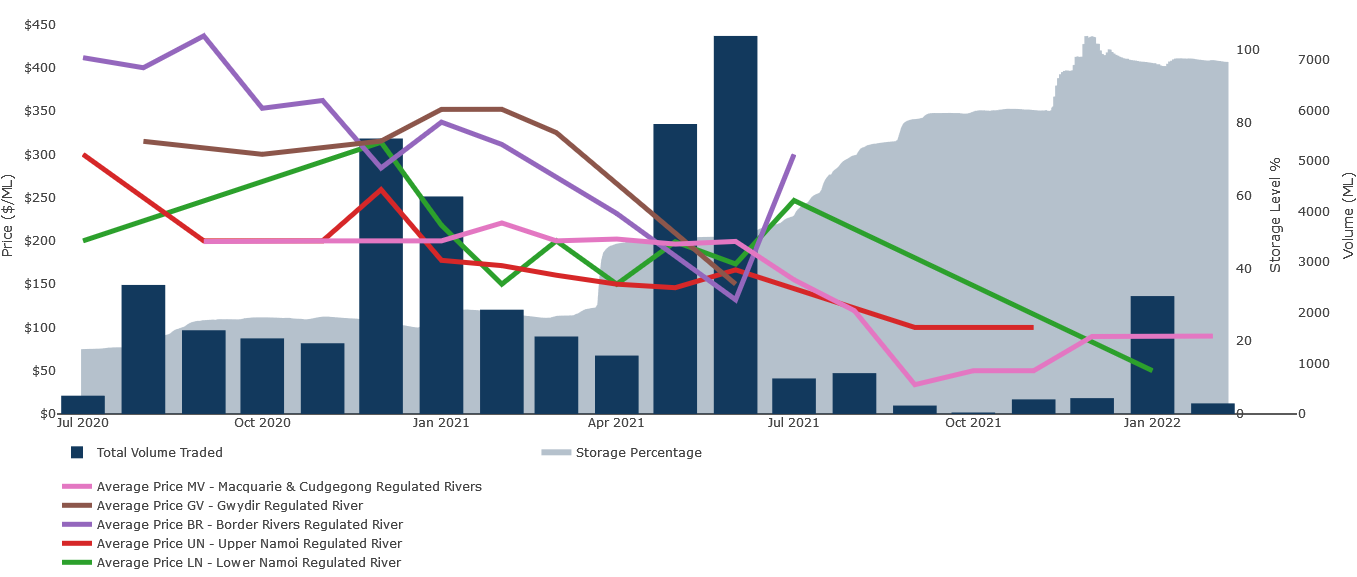 $450
$400
$350
$300
$250
$200
$150
$100
$50
$0
Price ($/ML)
100
80
60
40
20
0
Storage Level %
7000
6000
5000
4000
3000
2000
1000
0
Volume (ML)
Jul 2020
Oct 2020
Jan 2021
Apr 2021
Jul 2021
Oct 2021
Jan 2022
Total Volume Traded
Storage Percentage
Average Price MV - Macquarie & Cudgegong Regulated Rivers
Average Price GV - Gwydir Regulated River
Average Price BR - Border Rivers Regulated River
Average Price UN - Upper Namoi Regulated River
Average Price LN - Lower Namoi Regulated River